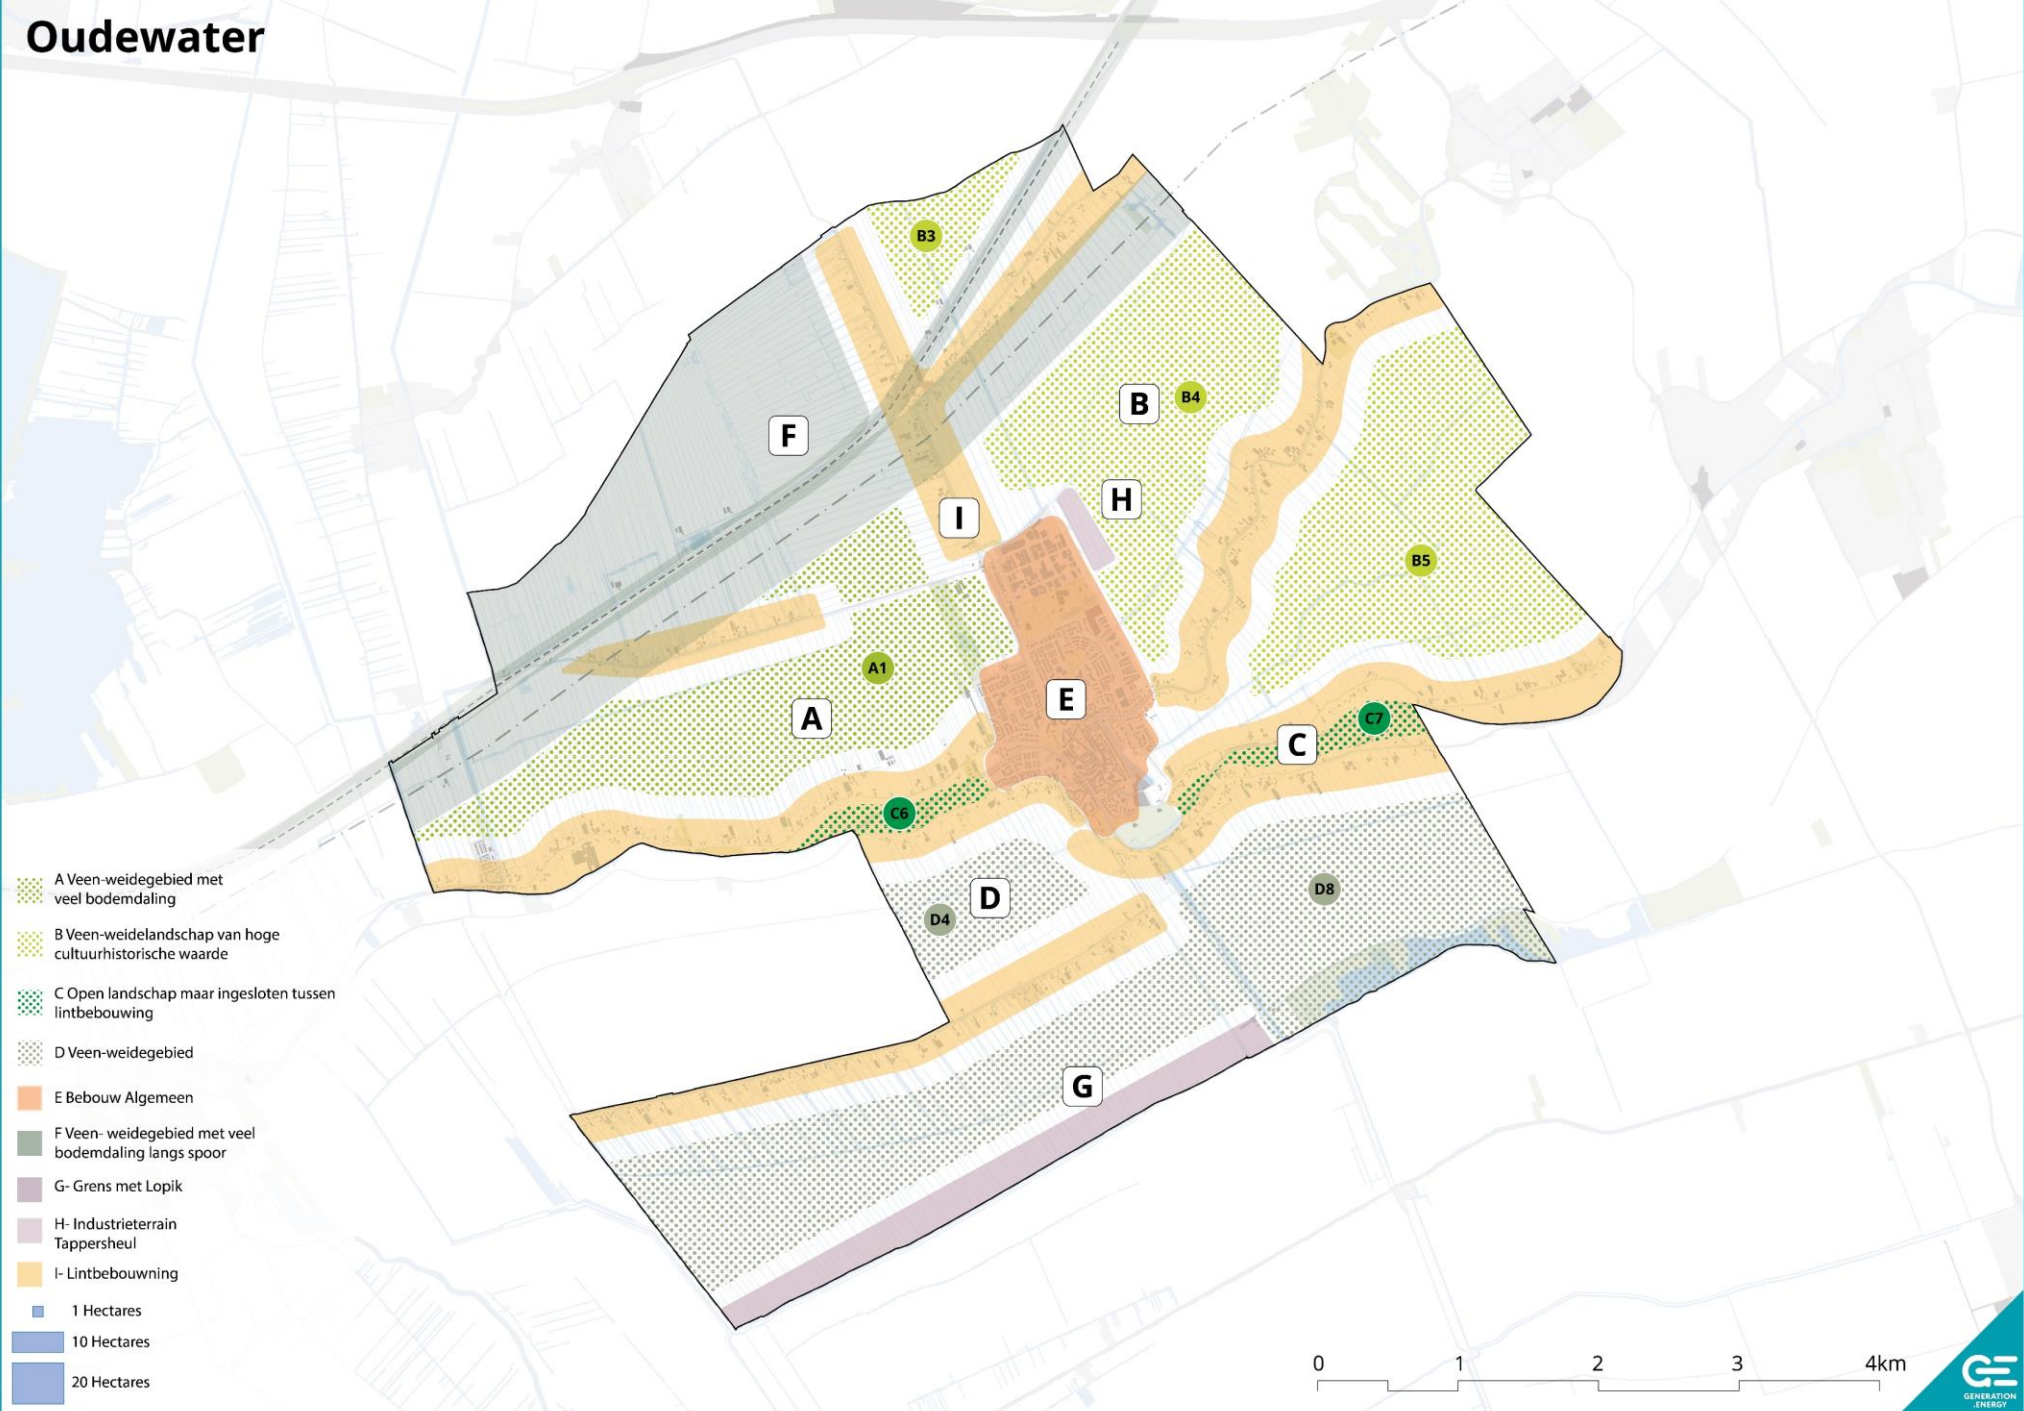 Oudewater
B3
B
B4
F
H
I
B5
A1
E
A
C7
C
C6
D8
D
D4
G
A Veen-weidegebied met
veel bodemdaling
B Veen-weidelandschap van hoge
cultuurhistorische waarde
C Open landschap maar ingesloten tussen
lintbebouwing
D Veen-weidegebied
E Bebouw Algemeen
F Veen- weidegebied met veel
bodemdaling langs spoor
G- Grens met Lopik
H- Industrieterrain
Tappersheul
I- Lintbebouwning
1 Hectares
10 Hectares
20 Hectares
0 1 2 3 4km
GE
GENERATION
.ENERGY